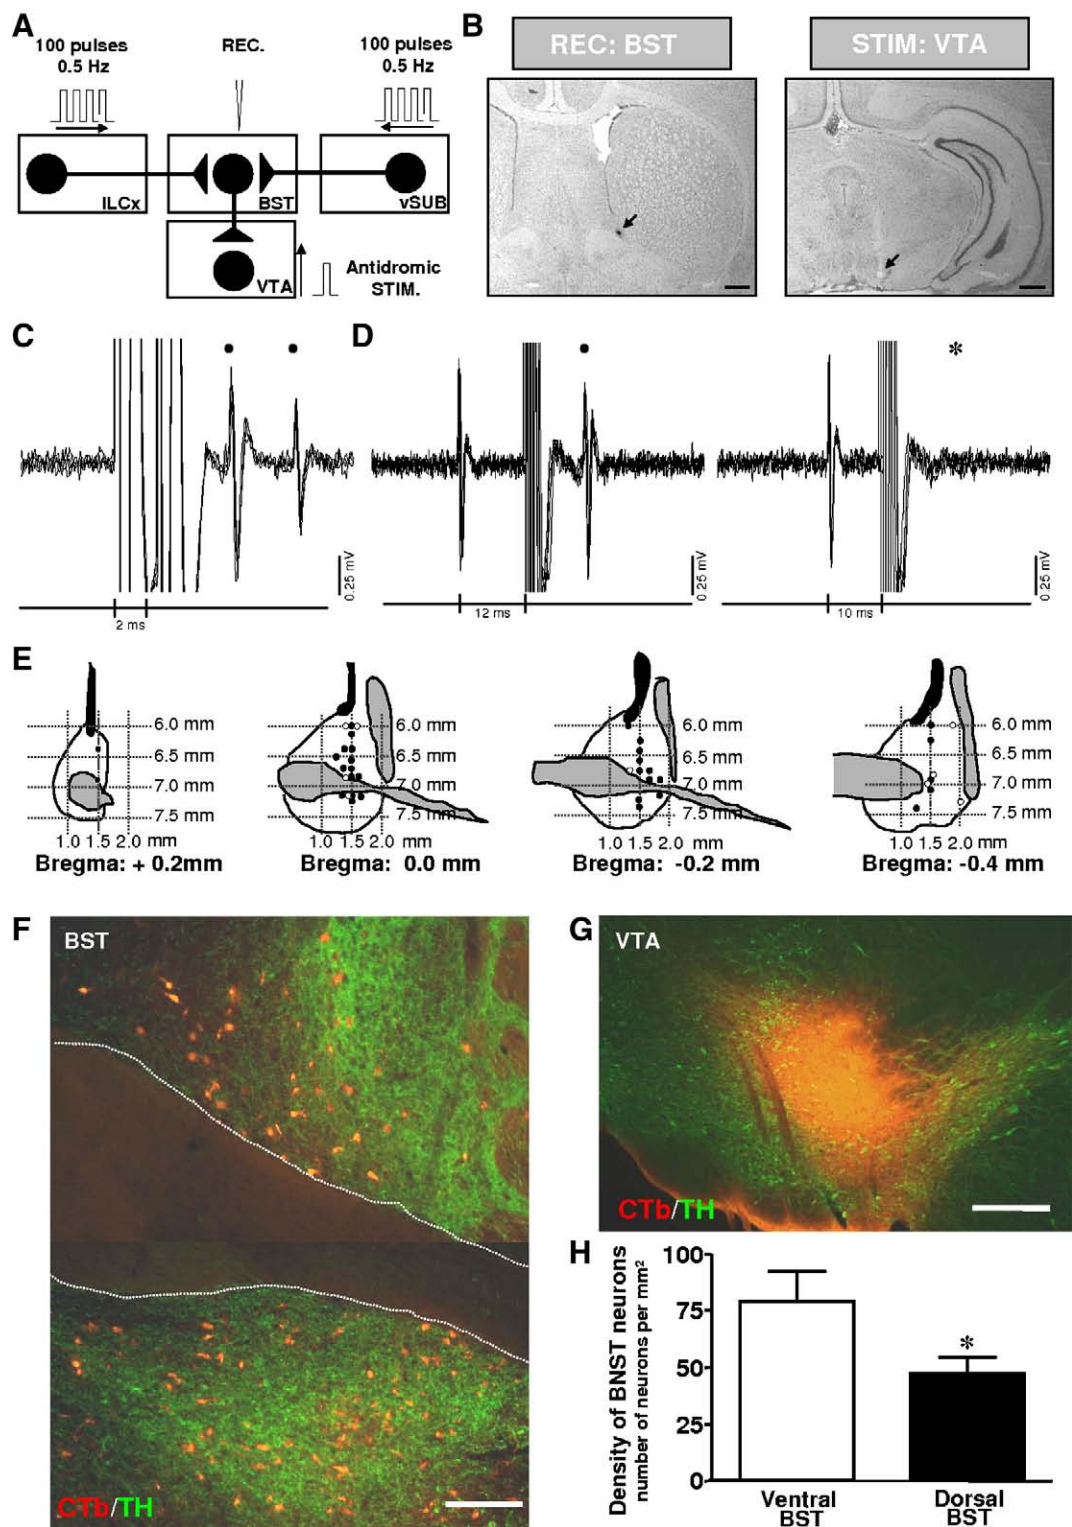 A
100 pulses
0.5 Hz
REC.
100 pulses
0.5 Hz
ILCx
BST
vSUB
VTA
Antidromic
STIM.
B
REC: BST
STIM: VTA
C
0.25 mV
2 ms
D
*
0.25 mV
0.25 mV
12 ms
10 ms
E
6.0 mm
6.5 mm
7.0 mm
7.5 mm
1.0 1.5 2.0 mm
Bregma: + 0.2mm
6.0 mm
6.5 mm
7.0 mm
7.5 mm
1.0 1.5 2.0 mm
Bregma: 0.0 mm
6.0 mm
6.5 mm
7.0 mm
7.5 mm
1.0 1.5 2.0 mm
Bregma: -0.2 mm
6.0 mm
6.5 mm
7.0 mm
7.5 mm
1.0 1.5 2.0 mm
Bregma: -0.4 mm
F
BST
CTb/TH
G
VTA
CTb/TH
H
Density of BNST neurons
number of neurons per mm²
100
75
50
25
0
*
Ventral
BST
Dorsal
BST